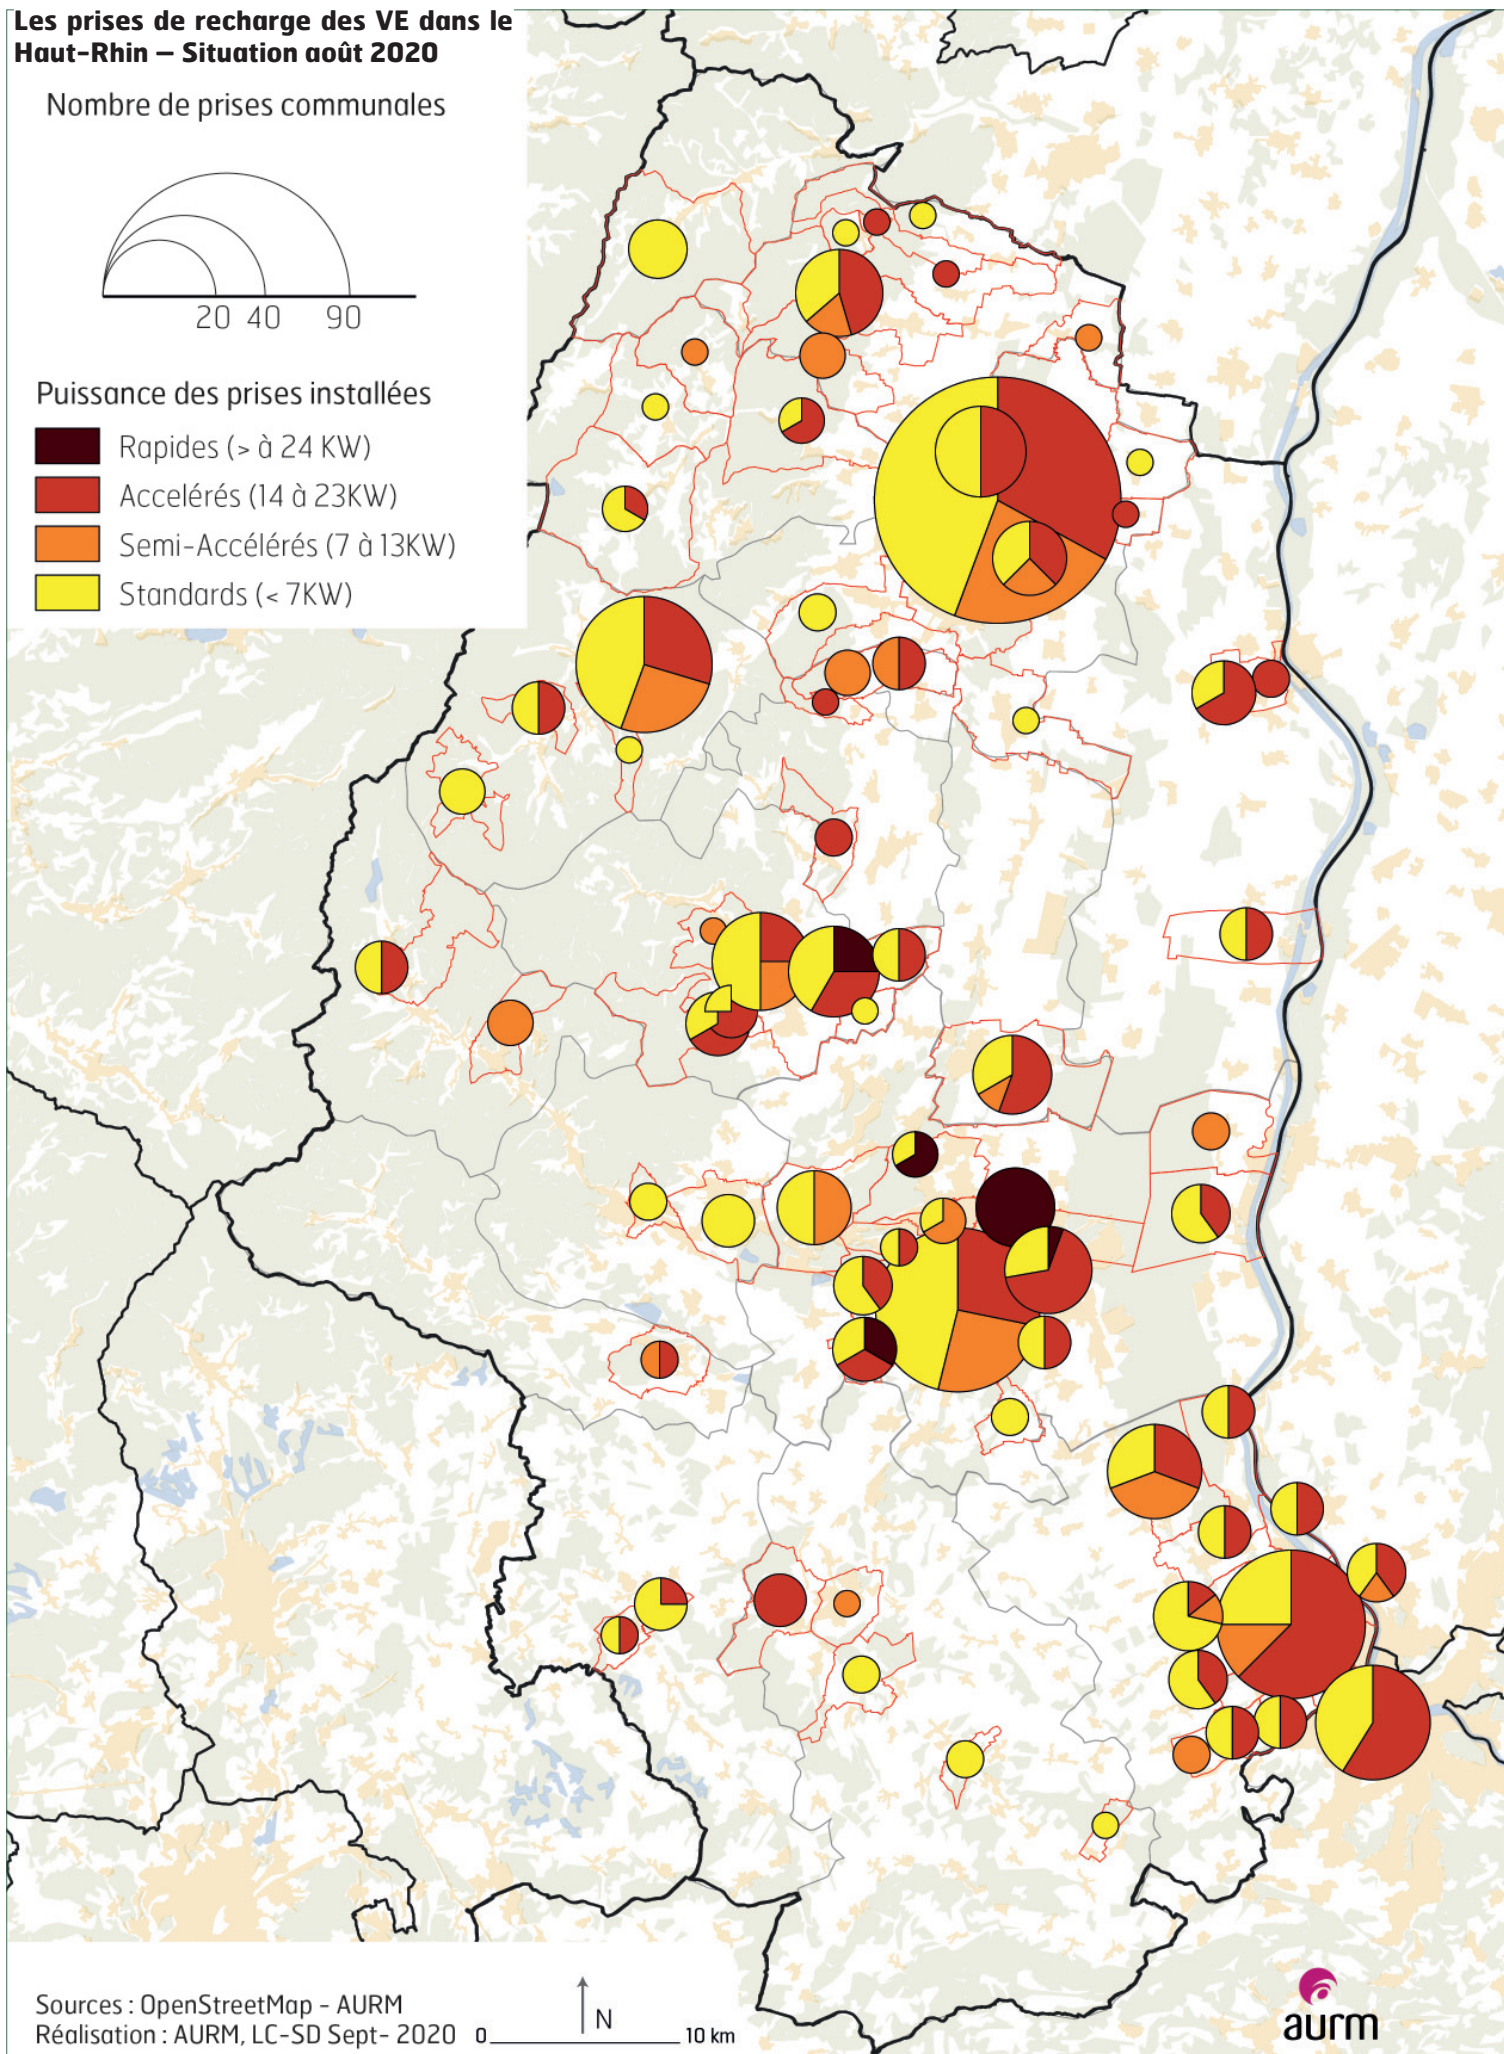 Les prises de recharge des VE dans le
Haut-Rhin – Situation août 2020
Nombre de prises communales
20 40 90
Puissance des prises installées
Rapides (> à 24 KW)
Accelérés (14 à 23KW)
Semi-Accélérés (7 à 13KW)
Standards (< 7KW)
Sources : OpenStreetMap - AURM
Réalisation : AURM, LC-SD Sept- 2020
0 10 km
N
aurm